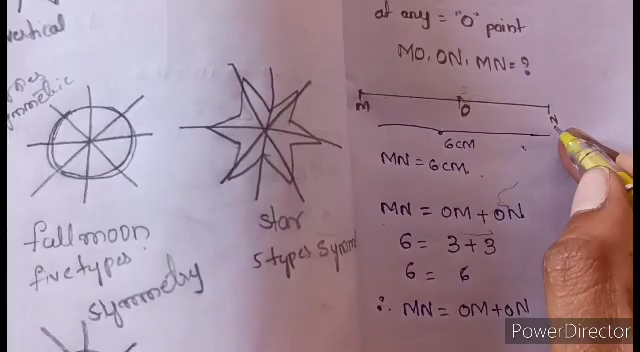 vertical
full moon
five types.
symmetry
star
5 types Symm
at any = "O" point
MO, ON, MN = ?
M O N
6CM
MN = 6CM.
MN = OM + ON
6 = 3 + 3
6 = 6
∴ MN = OM + ON
PowerDirector